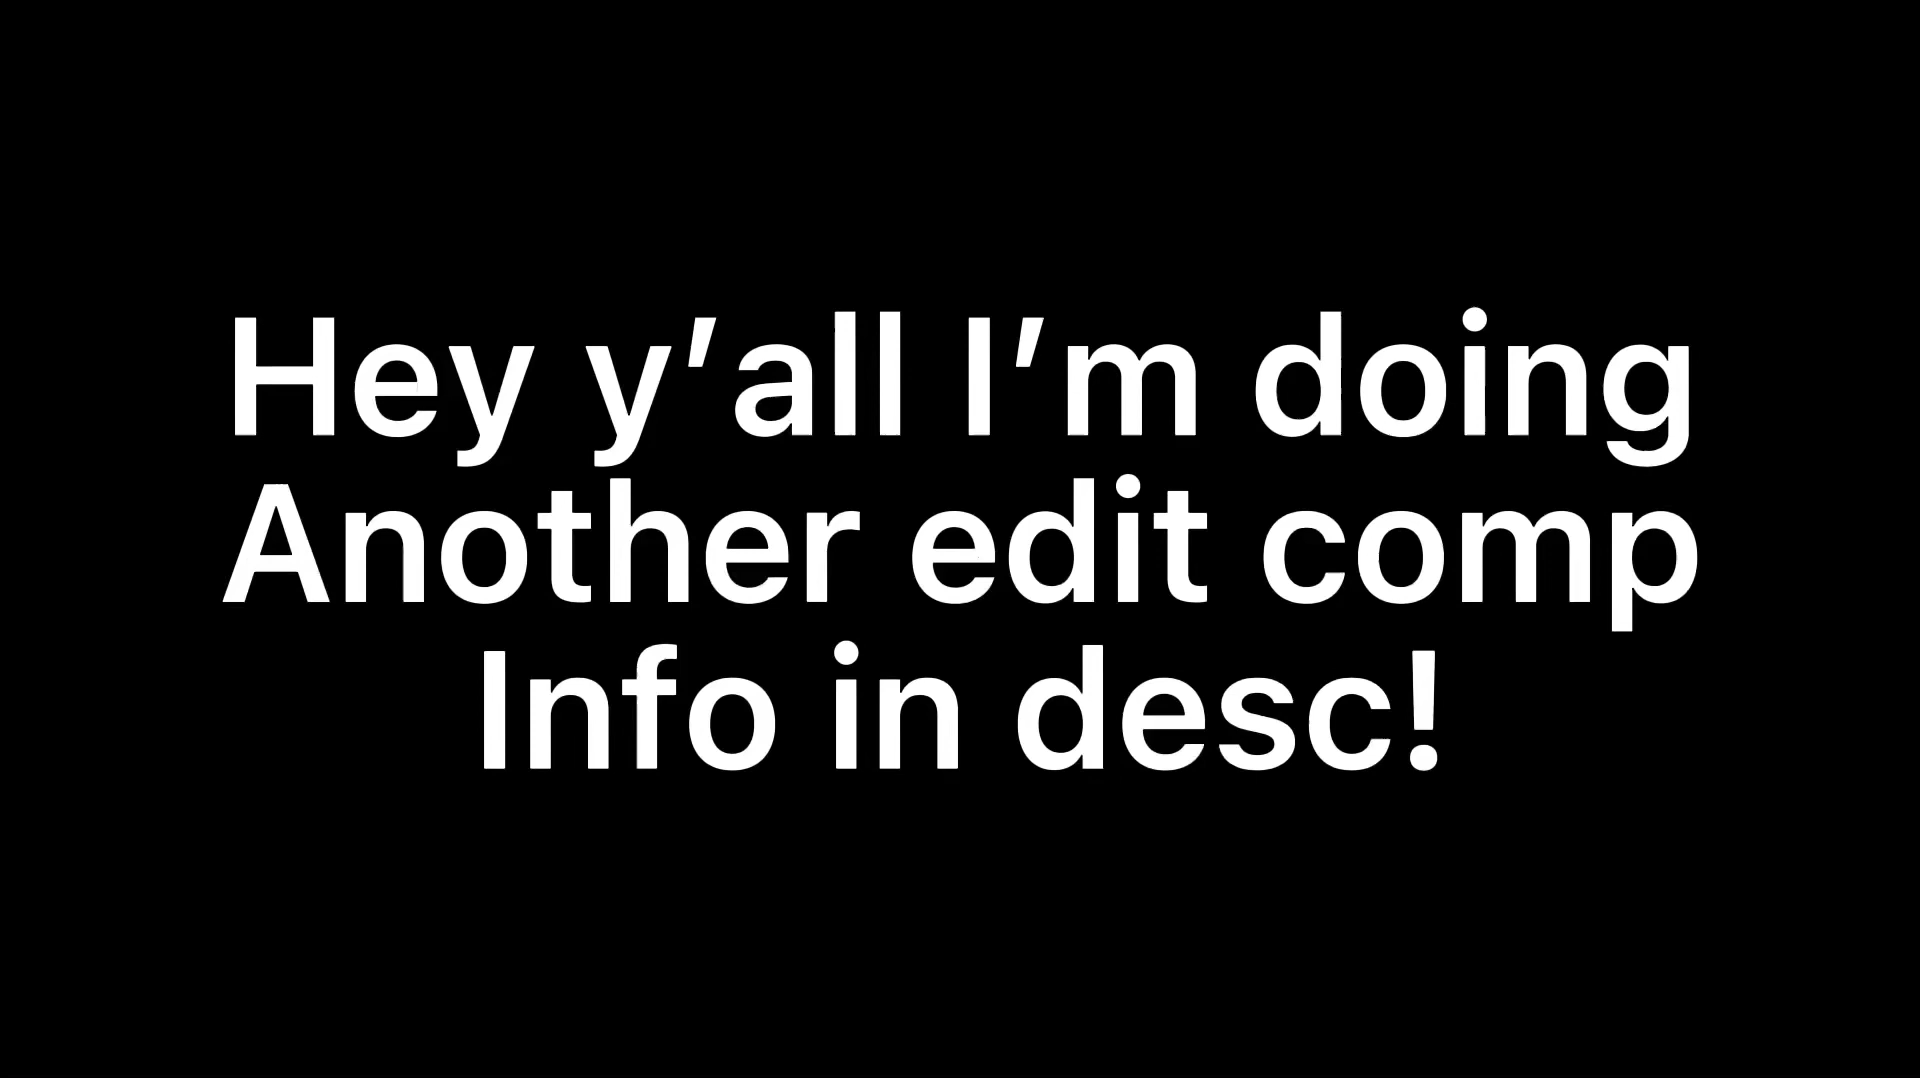 Hey y’all I’m doing
Another edit comp
Info in desc!